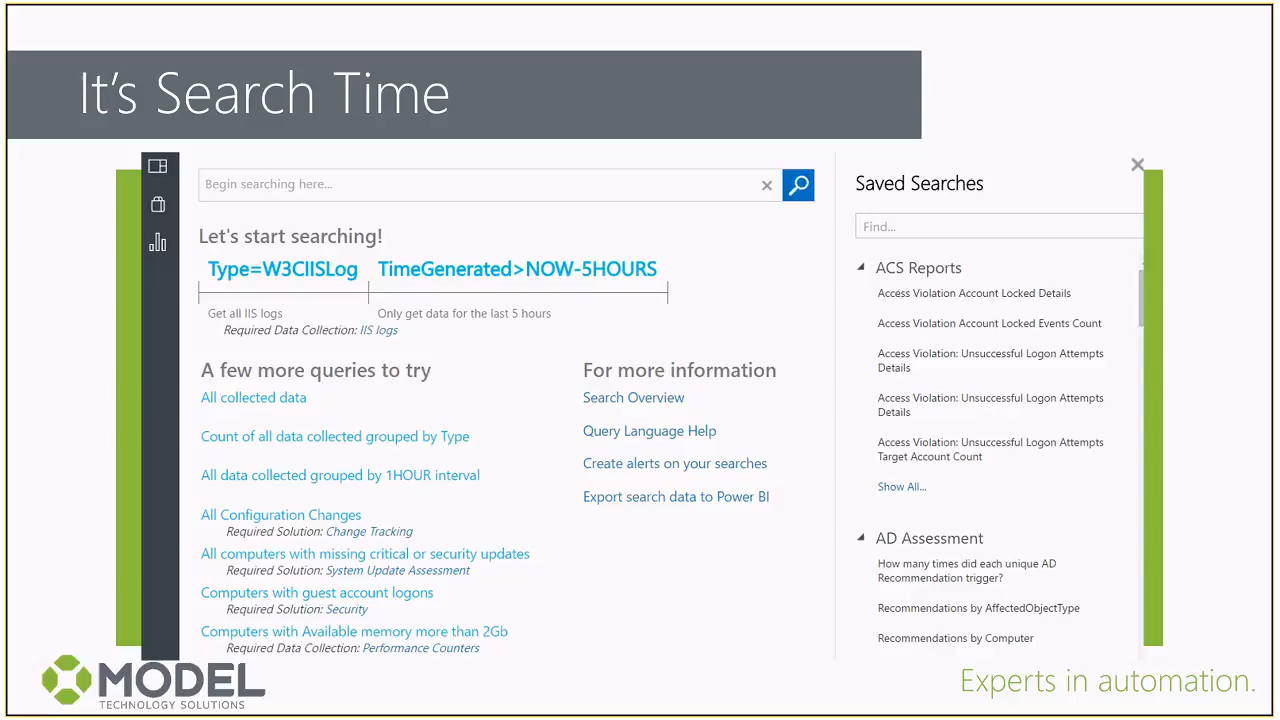 It's Search Time
Begin searching here...
Let's start searching!
Type=W3CIISLog TimeGenerated>NOW-5HOURS
Get all IIS logs Only get data for the last 5 hours
Required Data Collection: IIS logs
A few more queries to try
All collected data
Count of all data collected grouped by Type
All data collected grouped by 1HOUR interval
All Configuration Changes
Required Solution: Change Tracking
All computers with missing critical or security updates
Required Solution: System Update Assessment
Computers with guest account logons
Required Solution: Security
Computers with Available memory more than 2Gb
Required Data Collection: Performance Counters
For more information
Search Overview
Query Language Help
Create alerts on your searches
Export search data to Power BI
Saved Searches
Find...
ACS Reports
Access Violation Account Locked Details
Access Violation Account Locked Events Count
Access Violation: Unsuccessful Logon Attempts
Details
Access Violation: Unsuccessful Logon Attempts
Details
Access Violation: Unsuccessful Logon Attempts
Target Account Count
Show All...
AD Assessment
How many times did each unique AD
Recommendation trigger?
Recommendations by AffectedObjectType
Recommendations by Computer
MODEL
TECHNOLOGY SOLUTIONS
Experts in automation.